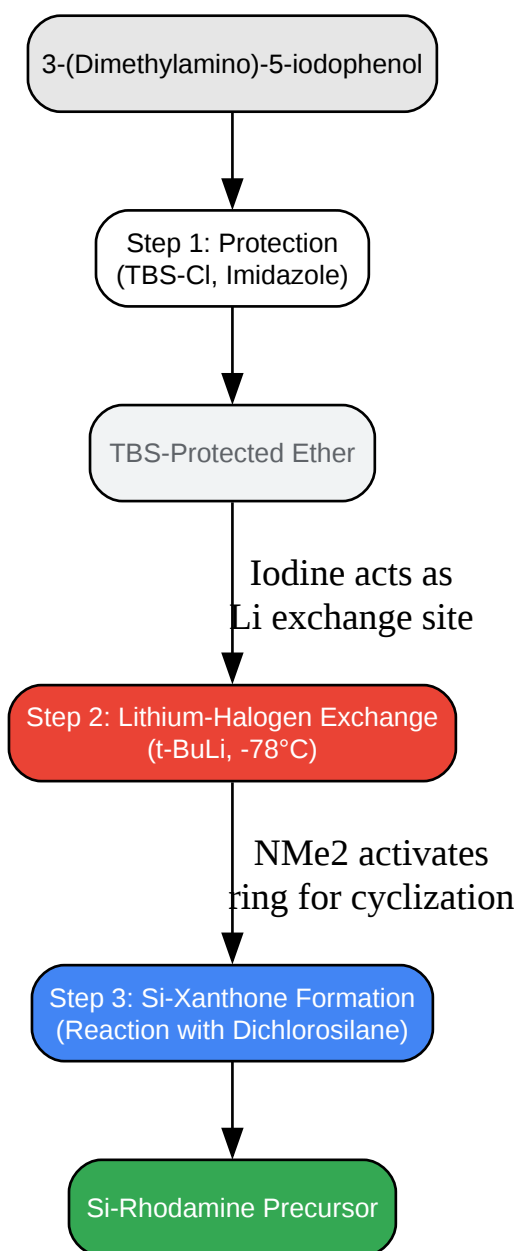 3-(Dimethylamino)-5-iodophenol
Step 1: Protection
(TBS-Cl, Imidazole)
TBS-Protected Ether
Iodine acts as
Li exchange site
Step 2: Lithium-Halogen Exchange
(t-BuLi, -78°C)
NMe2 activates
ring for cyclization
Step 3: Si-Xanthone Formation
(Reaction with Dichlorosilane)
Si-Rhodamine Precursor